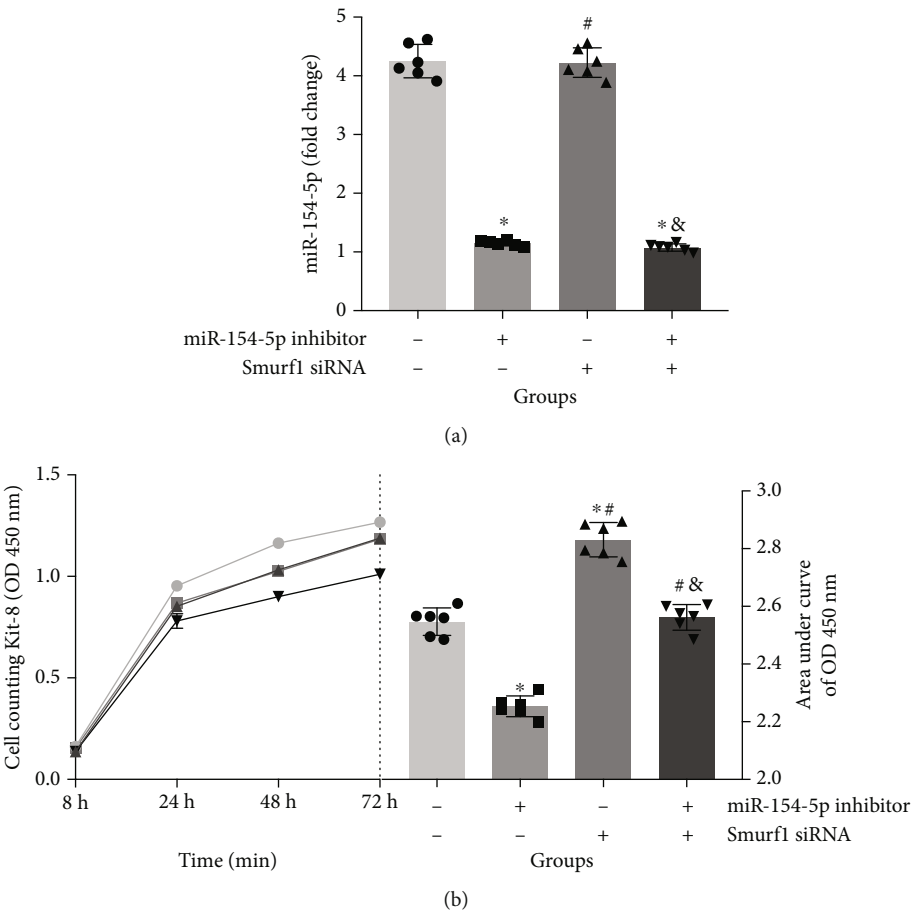 5
4
3
2
1
0
miR-154-5p (fold change)
*
#
* &
miR-154-5p inhibitor – + – +
Smurf1 siRNA – – + +
Groups
(a)
1.5
1.0
0.5
0.0
Cell counting Kit-8 (OD 450 nm)
8 h 24 h 48 h 72 h
Time (min)
*
* #
# &
3.0
2.8
2.6
2.4
2.2
2.0
Area under curve
of OD 450 nm
– + – + miR-154-5p inhibitor
– – + + Smurf1 siRNA
Groups
(b)